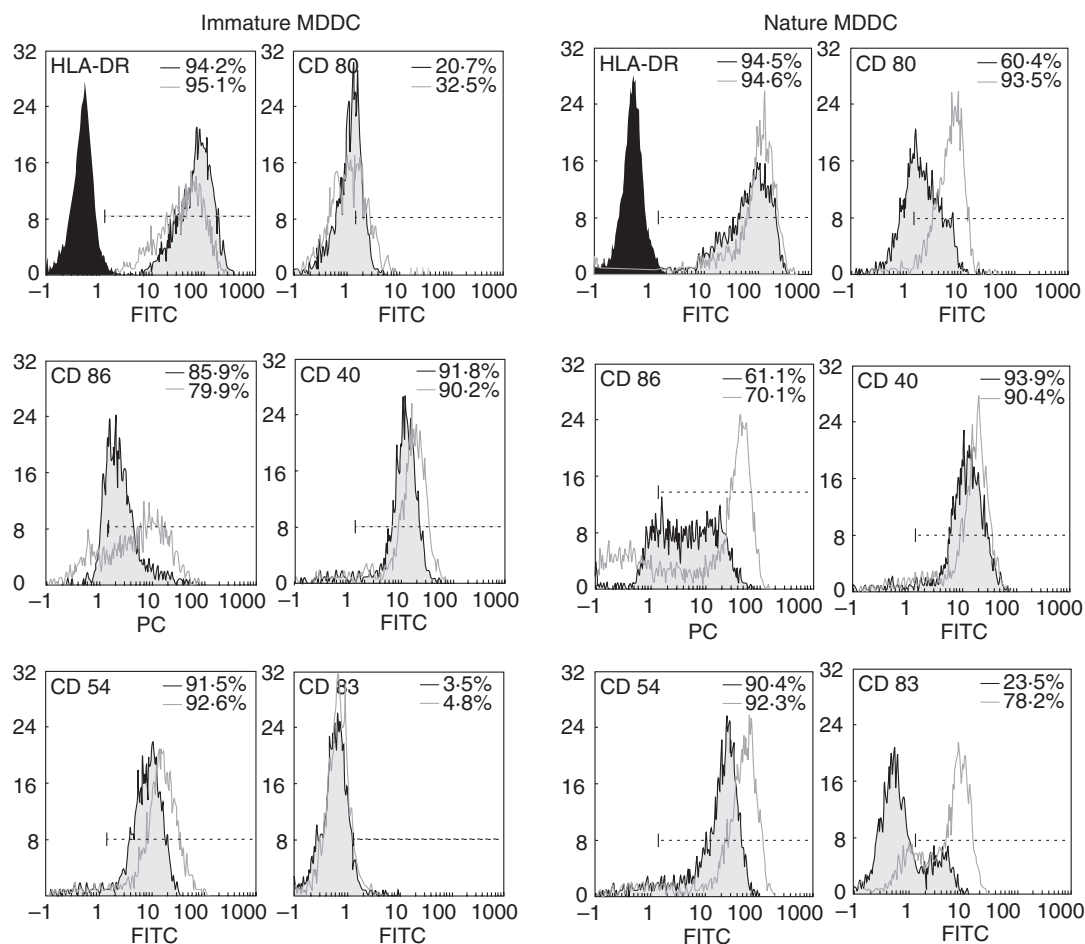 Immature MDDC
Nature MDDC
32 24 16 8 0
HLA-DR
94·2%
95·1%
–1 1 10 100 1000
FITC
CD 80
20·7%
32·5%
–1 1 10 100 1000
FITC
32 24 16 8 0
HLA-DR
94·5%
94·6%
–1 1 10 100 1000
FITC
32 24 16 8 0
CD 80
60·4%
93·5%
–1 1 10 100 1000
FITC
32 24 16 8 0
CD 86
85·9%
79·9%
–1 1 10 100 1000
PC
32 24 16 8 0
CD 40
91·8%
90·2%
–1 1 10 100 1000
FITC
32 24 16 8 0
CD 86
61·1%
70·1%
–1 1 10 100 1000
PC
32 24 16 8 0
CD 40
93·9%
90·4%
–1 1 10 100 1000
FITC
32 24 16 8
CD 54
91·5%
92·6%
–1 1 10 100 1000
FITC
32 24 16 8
CD 83
3·5%
4·8%
–1 1 10 100 1000
FITC
32 24 16 8 0
CD 54
90·4%
92·3%
–1 1 10 100 1000
FITC
32 24 16 8 0
CD 83
23·5%
78·2%
–1 1 10 100 1000
FITC